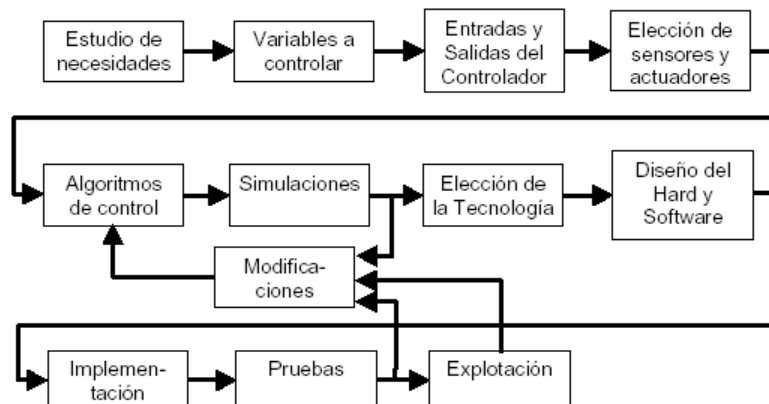 Estudio de
necesidades
Variables a
controlar
Entradas y
Salidas del
Controlador
Elección de
sensores y
actuadores
Algoritmos
de control
Simulaciones
Elección de
la Tecnología
Diseño del
Hard y
Software
Modifica-
ciones
Implemen-
tación
Pruebas
Explotación